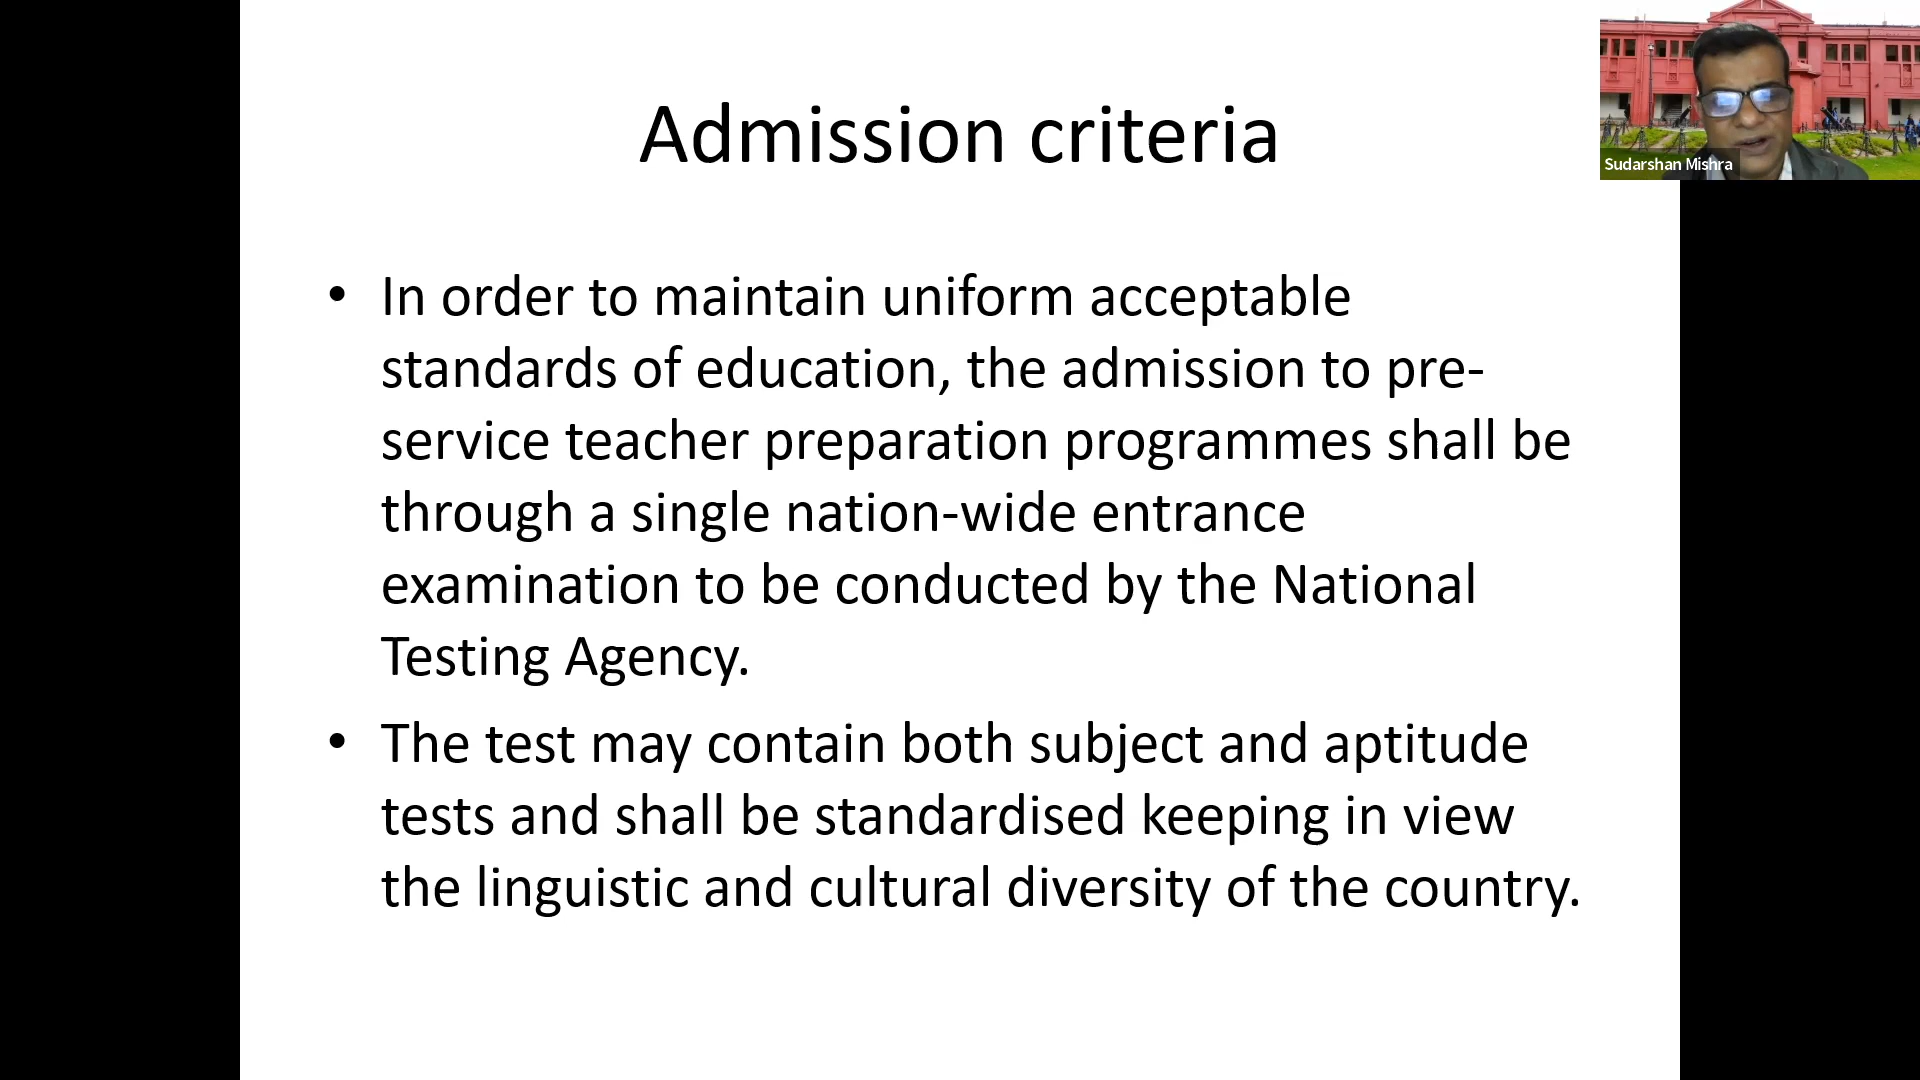 Admission criteria
Sudarshan Mishra
• In order to maintain uniform acceptable
standards of education, the admission to pre-
service teacher preparation programmes shall be
through a single nation-wide entrance
examination to be conducted by the National
Testing Agency.
• The test may contain both subject and aptitude
tests and shall be standardised keeping in view
the linguistic and cultural diversity of the country.